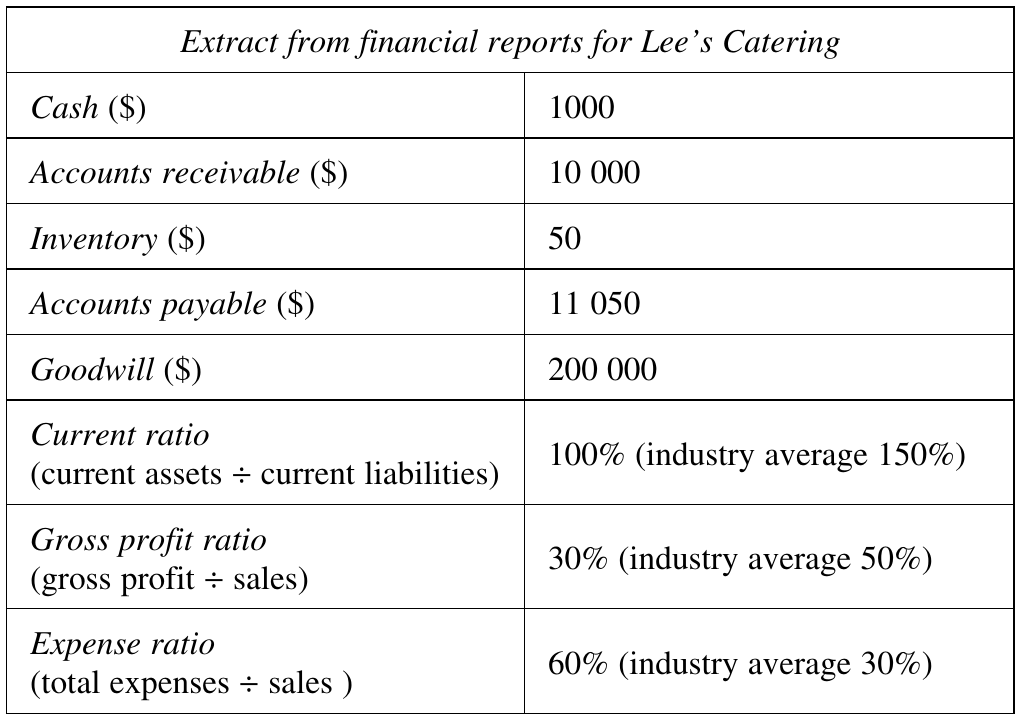 Extract from financial reports for Lee's Catering
Cash ($) 1000
Accounts receivable ($) 10 000
Inventory ($) 50
Accounts payable ($) 11 050
Goodwill ($) 200 000
Current ratio
(current assets ÷ current liabilities) 100% (industry average 150%)
Gross profit ratio
(gross profit ÷ sales) 30% (industry average 50%)
Expense ratio
(total expenses ÷ sales ) 60% (industry average 30%)